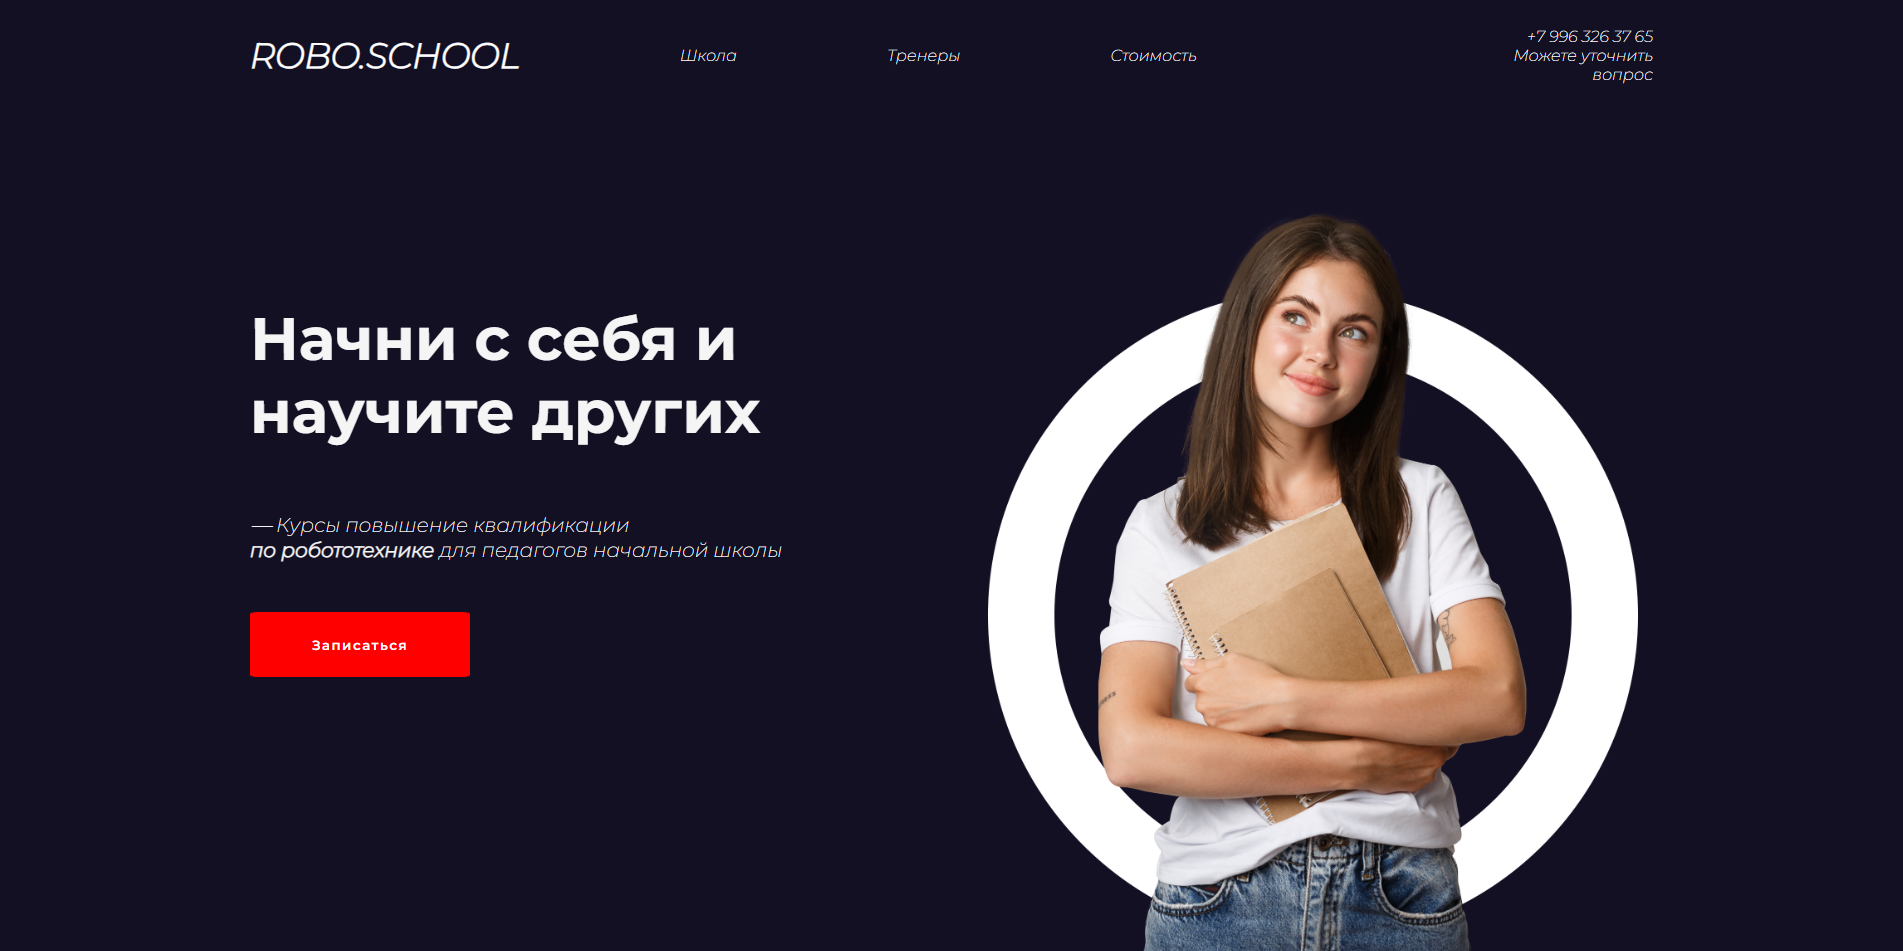 ROBO.SCHOOL
Школа
Тренеры
Стоимость
+7 996 326 37 65
Можете уточнить
вопрос
Начни с себя и
научите других
— Курсы повышение квалификации
по робототехнике для педагогов начальной школы
Записаться